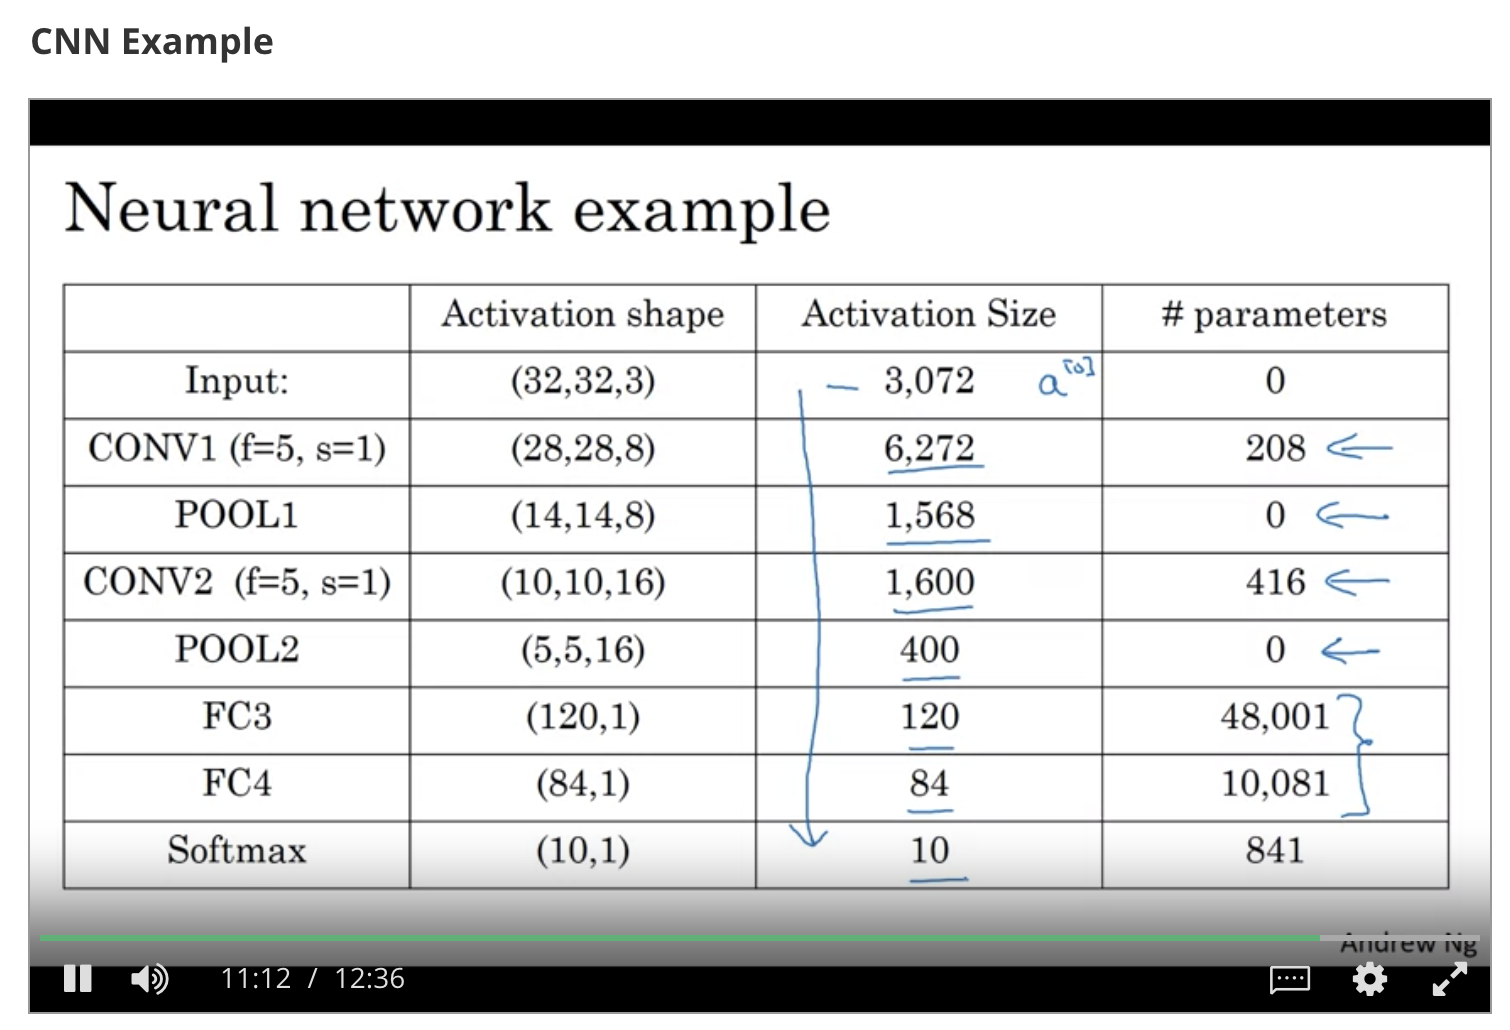 CNN Example
Neural network example
Activation shape Activation Size # parameters
Input: (32,32,3) — 3,072 a[0] 0
CONV1 (f=5, s=1) (28,28,8) 6,272 208 ←
POOL1 (14,14,8) 1,568 0 ←
CONV2 (f=5, s=1) (10,10,16) 1,600 416 ←
POOL2 (5,5,16) 400 0 ←
FC3 (120,1) 120 48,001
FC4 (84,1) 84 10,081
Softmax (10,1) 10 841
Andrew Ng
11:12 / 12:36